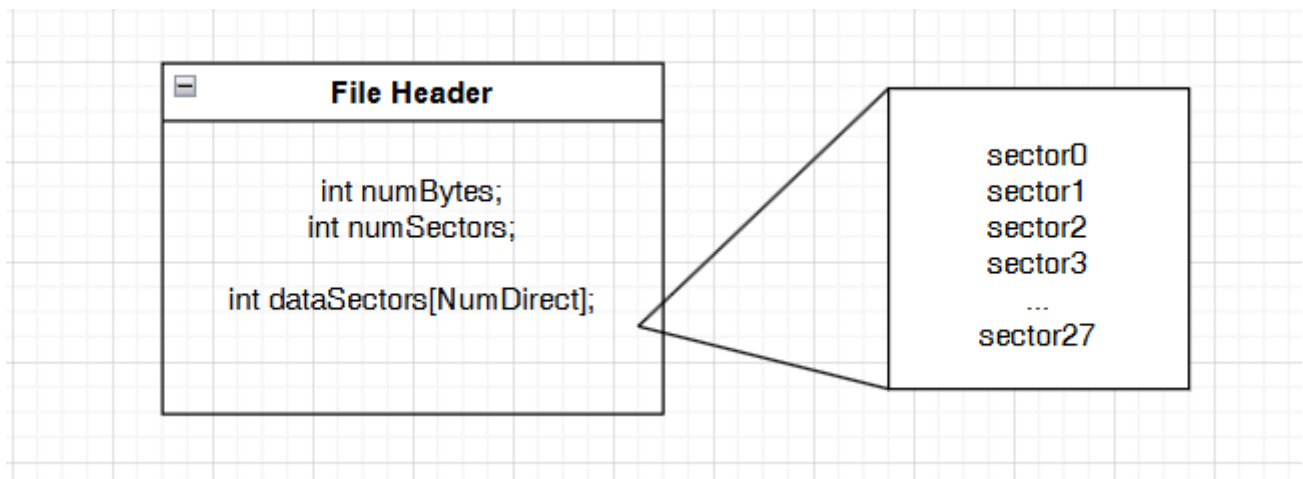 File Header
int numBytes;
int numSectors;
int dataSectors[NumDirect];
sector0
sector1
sector2
sector3
...
sector27